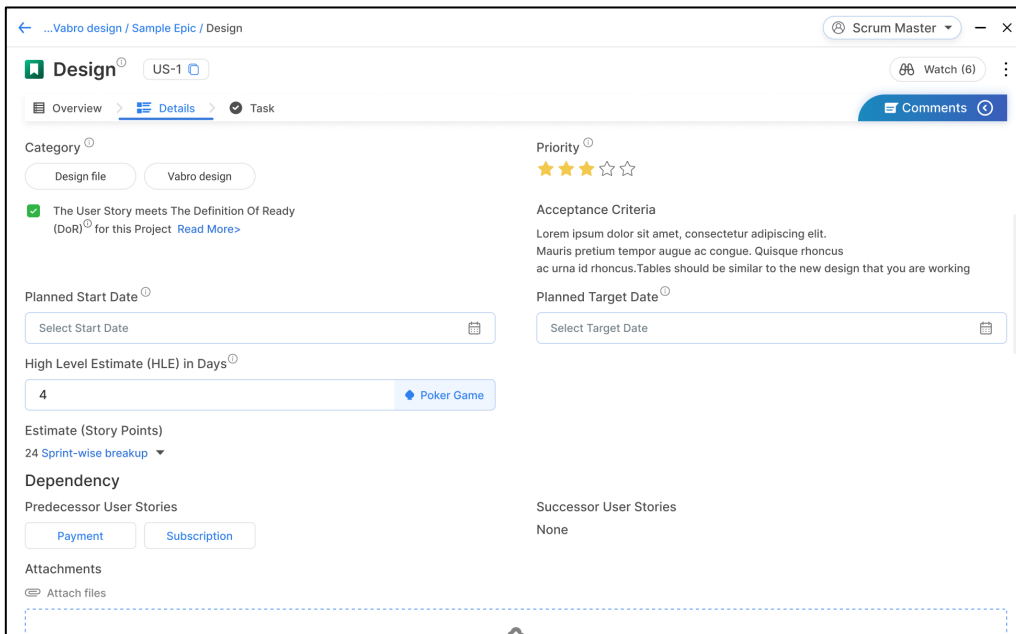 ...Vabro design / Sample Epic / Design
Scrum Master
Design
US-1
Watch (6)
Overview
Details
Task
Comments
Category
Priority
Design file
Vabro design
The User Story meets The Definition Of Ready
(DoR) for this Project Read More>
Acceptance Criteria
Lorem ipsum dolor sit amet, consectetur adipiscing elit.
Mauris pretium tempor augue ac congue. Quisque rhoncus
ac urna id rhoncus.Tables should be similar to the new design that you are working
Planned Start Date
Planned Target Date
Select Start Date
Select Target Date
High Level Estimate (HLE) in Days
4
Poker Game
Estimate (Story Points)
24 Sprint-wise breakup
Dependency
Predecessor User Stories
Successor User Stories
Payment
Subscription
None
Attachments
Attach files